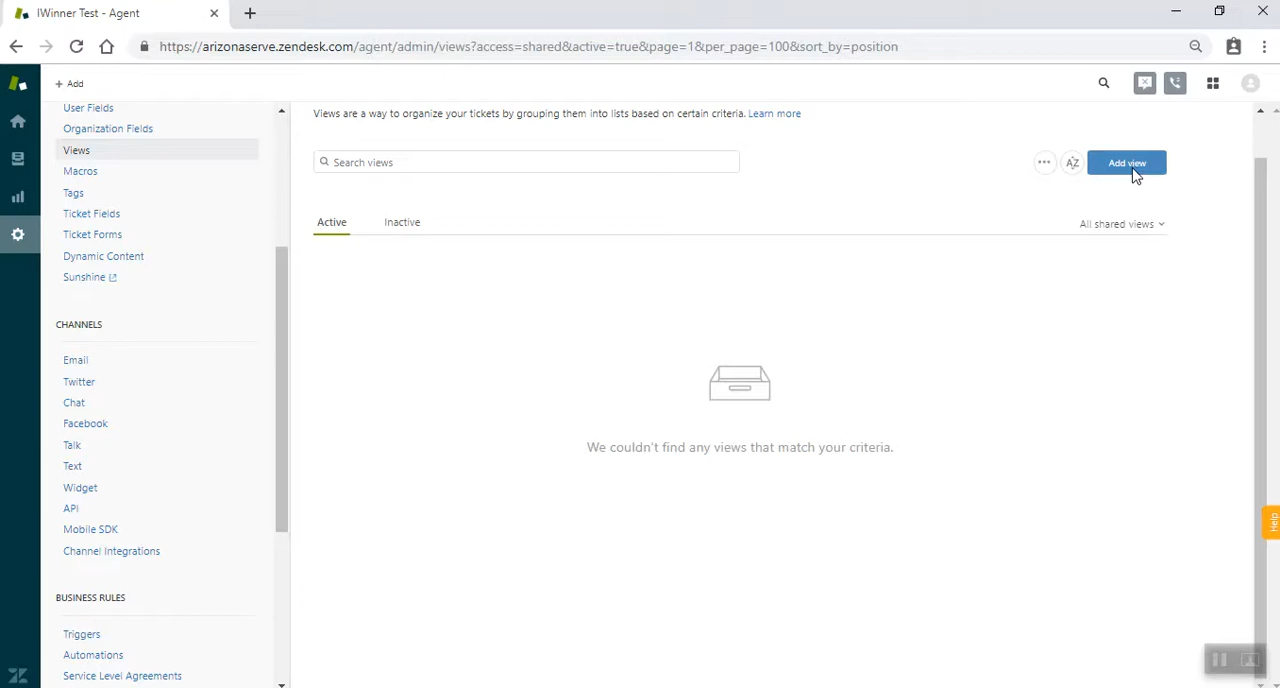 IWinner Test - Agent
https://arizonaserve.zendesk.com/agent/admin/views?access=shared&active=true&page=1&per_page=100&sort_by=position
+ Add
User Fields
Organization Fields
Views
Macros
Tags
Ticket Fields
Ticket Forms
Dynamic Content
Sunshine
CHANNELS
Email
Twitter
Chat
Facebook
Talk
Text
Widget
API
Mobile SDK
Channel Integrations
BUSINESS RULES
Triggers
Automations
Service Level Agreements
Views are a way to organize your tickets by grouping them into lists based on certain criteria. Learn more
Search views
AZ
Add view
Active
Inactive
All shared views
We couldn't find any views that match your criteria.
Help